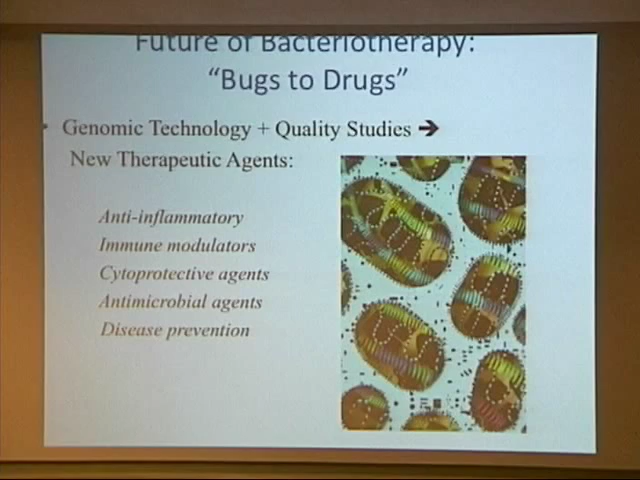 Future of Bacteriotherapy:
"Bugs to Drugs"
• Genomic Technology + Quality Studies ➔
New Therapeutic Agents:
Anti-inflammatory
Immune modulators
Cytoprotective agents
Antimicrobial agents
Disease prevention